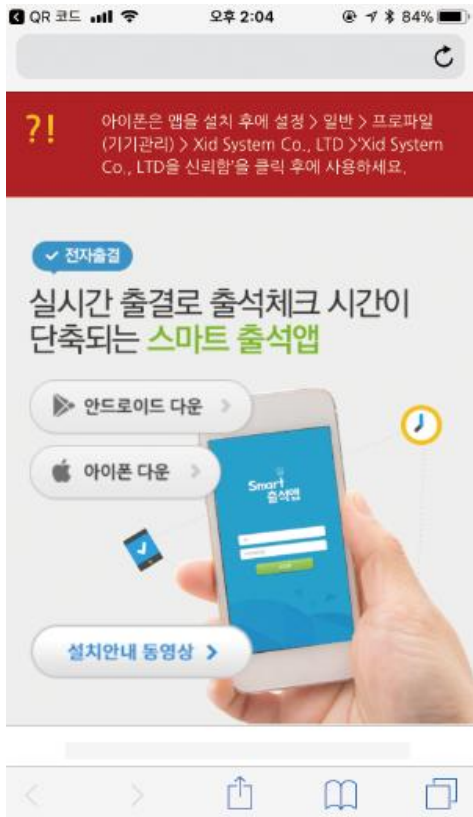 QR 코드
오후 2:04
84%
?!
아이폰은 앱을 설치 후에 설정 > 일반 > 프로파일
(기기관리) > Xid System Co., LTD >'Xid System
Co., LTD을 신뢰함'을 클릭 후에 사용하세요.
전자출결
실시간 출결로 출석체크 시간이
단축되는 스마트 출석앱
안드로이드 다운 >
아이폰 다운 >
Smart
출석앱
설치안내 동영상 >